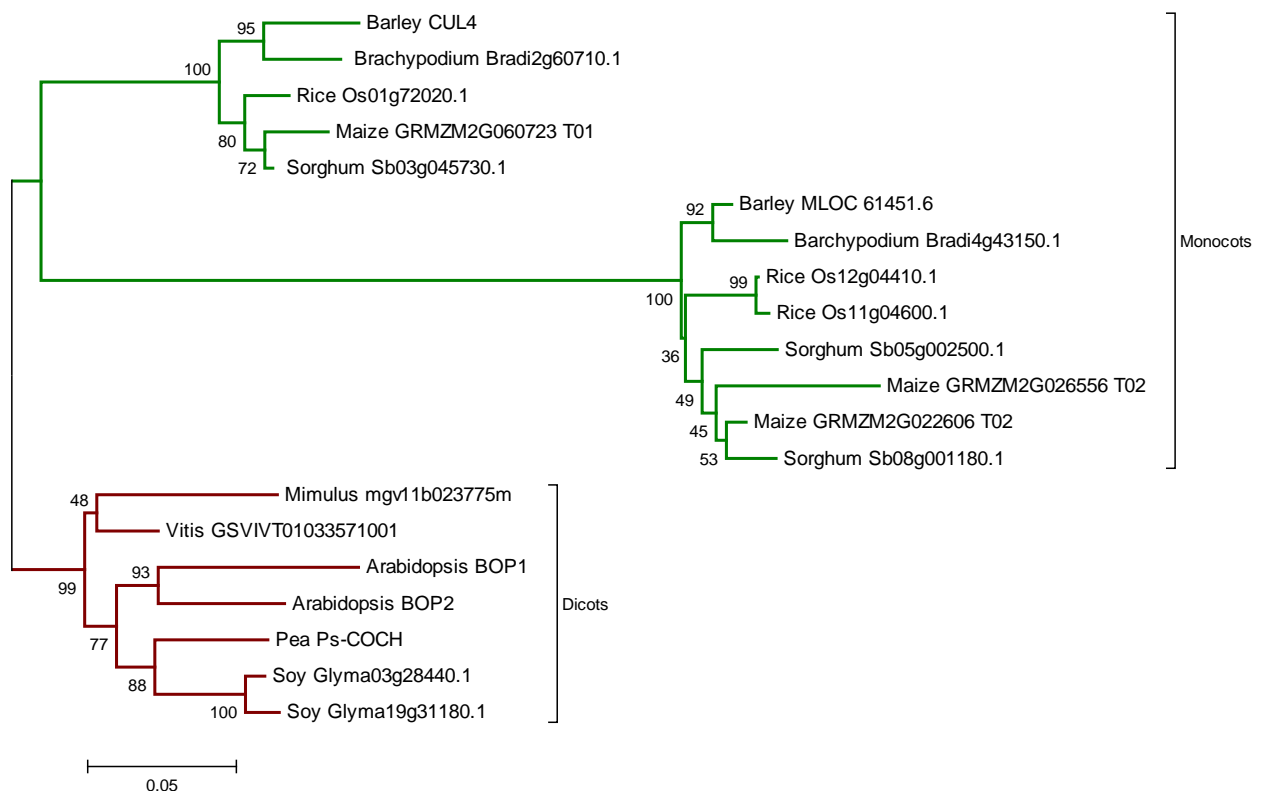 95
Barley CUL4
Brachypodium Bradi2g60710.1
100
Rice Os01g72020.1
Maize GRMZM2G060723 T01
80
72
Sorghum Sb03g045730.1
92
Barley MLOC 61451.6
Barchypodium Bradi4g43150.1
Monocots
99
Rice Os12g04410.1
100
Rice Os11g04600.1
36
Sorghum Sb05g002500.1
Maize GRMZM2G026556 T02
49
Maize GRMZM2G022606 T02
45
53
Sorghum Sb08g001180.1
48
Mimulus mgv11b023775m
Vitis GSVIVT01033571001
93
Arabidopsis BOP1
99
Arabidopsis BOP2
Dicots
77
Pea Ps-COCH
88
Soy Glyma03g28440.1
100
Soy Glyma19g31180.1
0.05